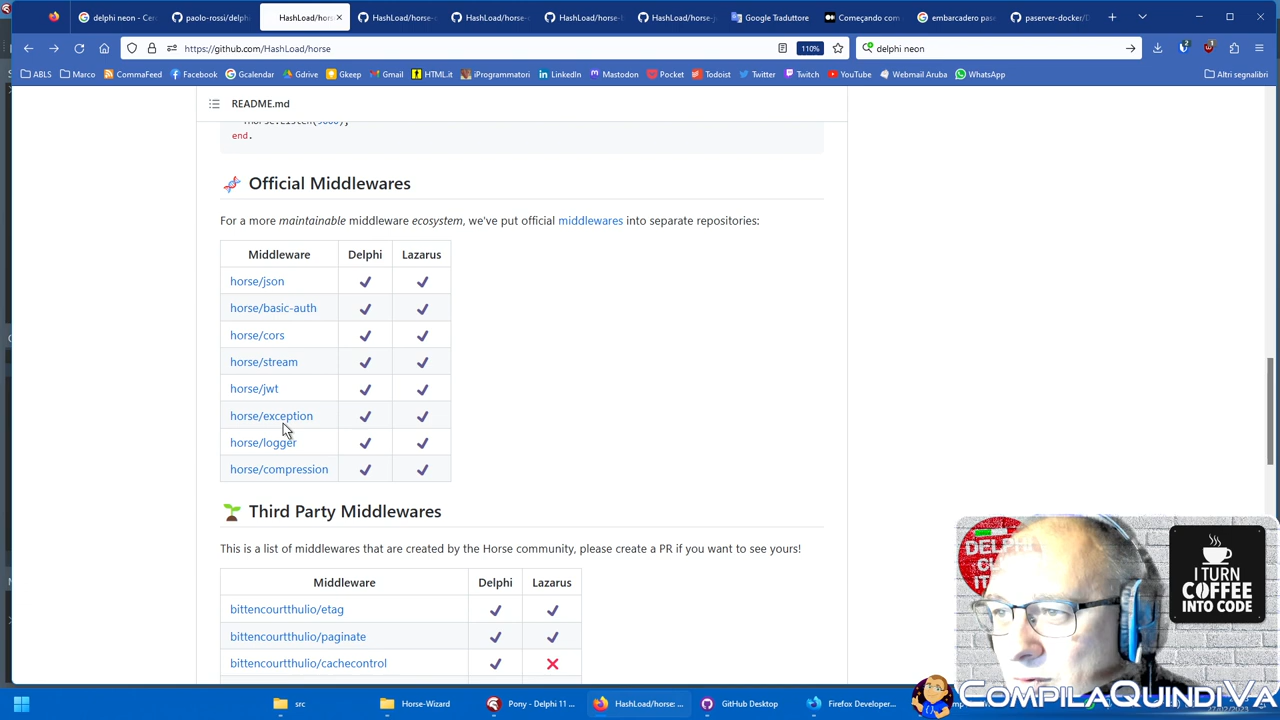 delphi neon - Cer
paolo-rossi/delphi
HashLoad/horse
HashLoad/horse-c
HashLoad/horse-
HashLoad/horse-b
HashLoad/horse-j
Google Traduttore
Começando com
embarcadero pase
paserver-docker/D
https://github.com/HashLoad/horse
110%
delphi neon
ABLS
Marco
CommaFeed
Facebook
Gcalendar
Gdrive
Gkeep
Gmail
HTML.it
iProgrammatori
LinkedIn
Mastodon
Pocket
Todoist
Twitter
Twitch
YouTube
Webmail Aruba
WhatsApp
Altri segnalibri
README.md
end.
Official Middlewares
For a more maintainable middleware ecosystem, we've put official middlewares into separate repositories:
Middleware Delphi Lazarus
horse/json ✔ ✔
horse/basic-auth ✔ ✔
horse/cors ✔ ✔
horse/stream ✔ ✔
horse/jwt ✔ ✔
horse/exception ✔ ✔
horse/logger ✔ ✔
horse/compression ✔ ✔
Third Party Middlewares
This is a list of middlewares that are created by the Horse community, please create a PR if you want to see yours!
Middleware Delphi Lazarus
bittencourtthulio/etag ✔ ✔
bittencourtthulio/paginate ✔ ✔
bittencourtthulio/cachecontrol ✔ ❌
I TURN
COFFEE
INTO CODE
COMPILAQUINDIVA
src
Horse-Wizard
Pony - Delphi 11 ...
HashLoad/horse: ...
GitHub Desktop
Firefox Developer...